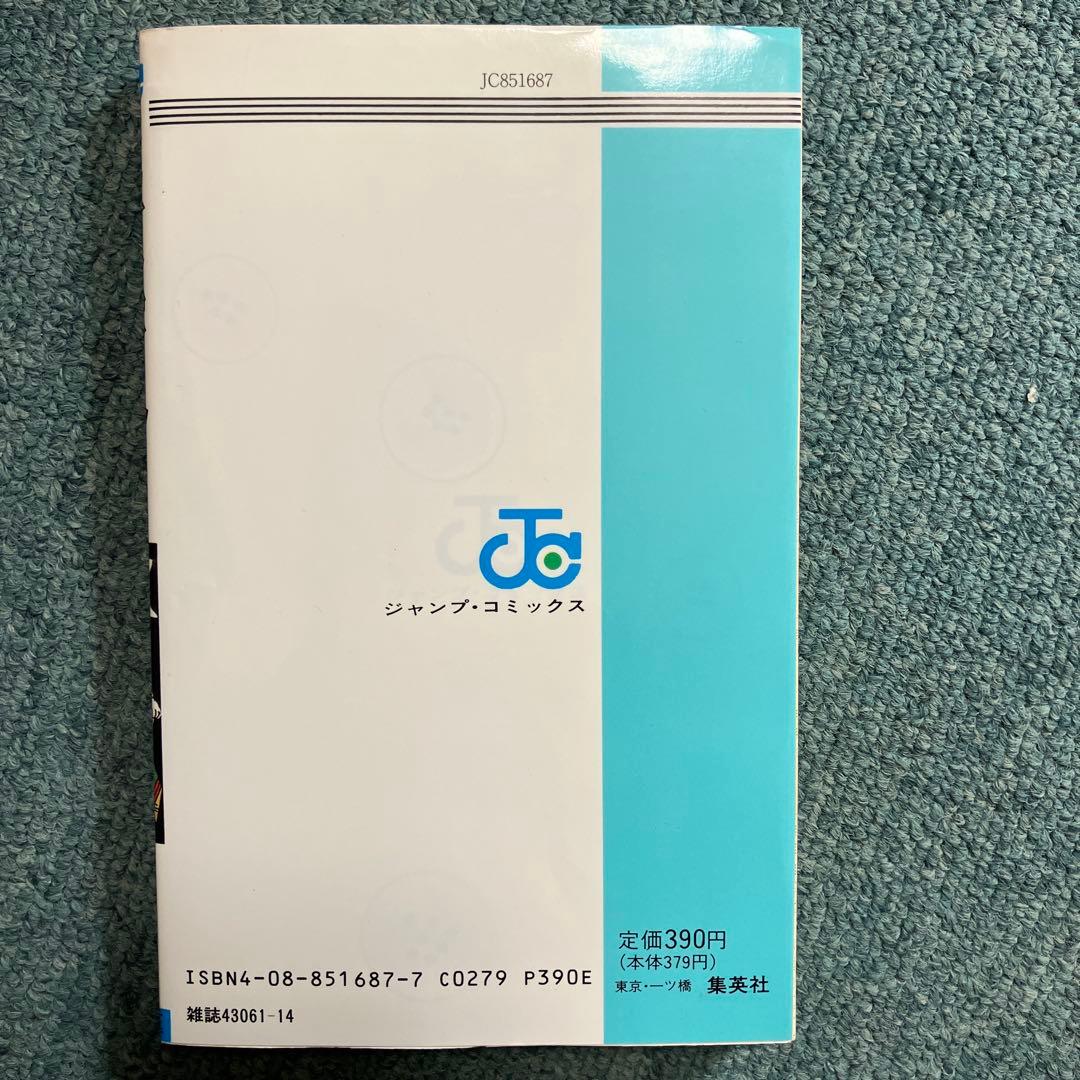 JC851687
JC
ジャンプ・コミックス
定価390円
(本体379円)
東京・一ツ橋 集英社
ISBN4-08-851687-7 C0279 P390E
雑誌43061-14